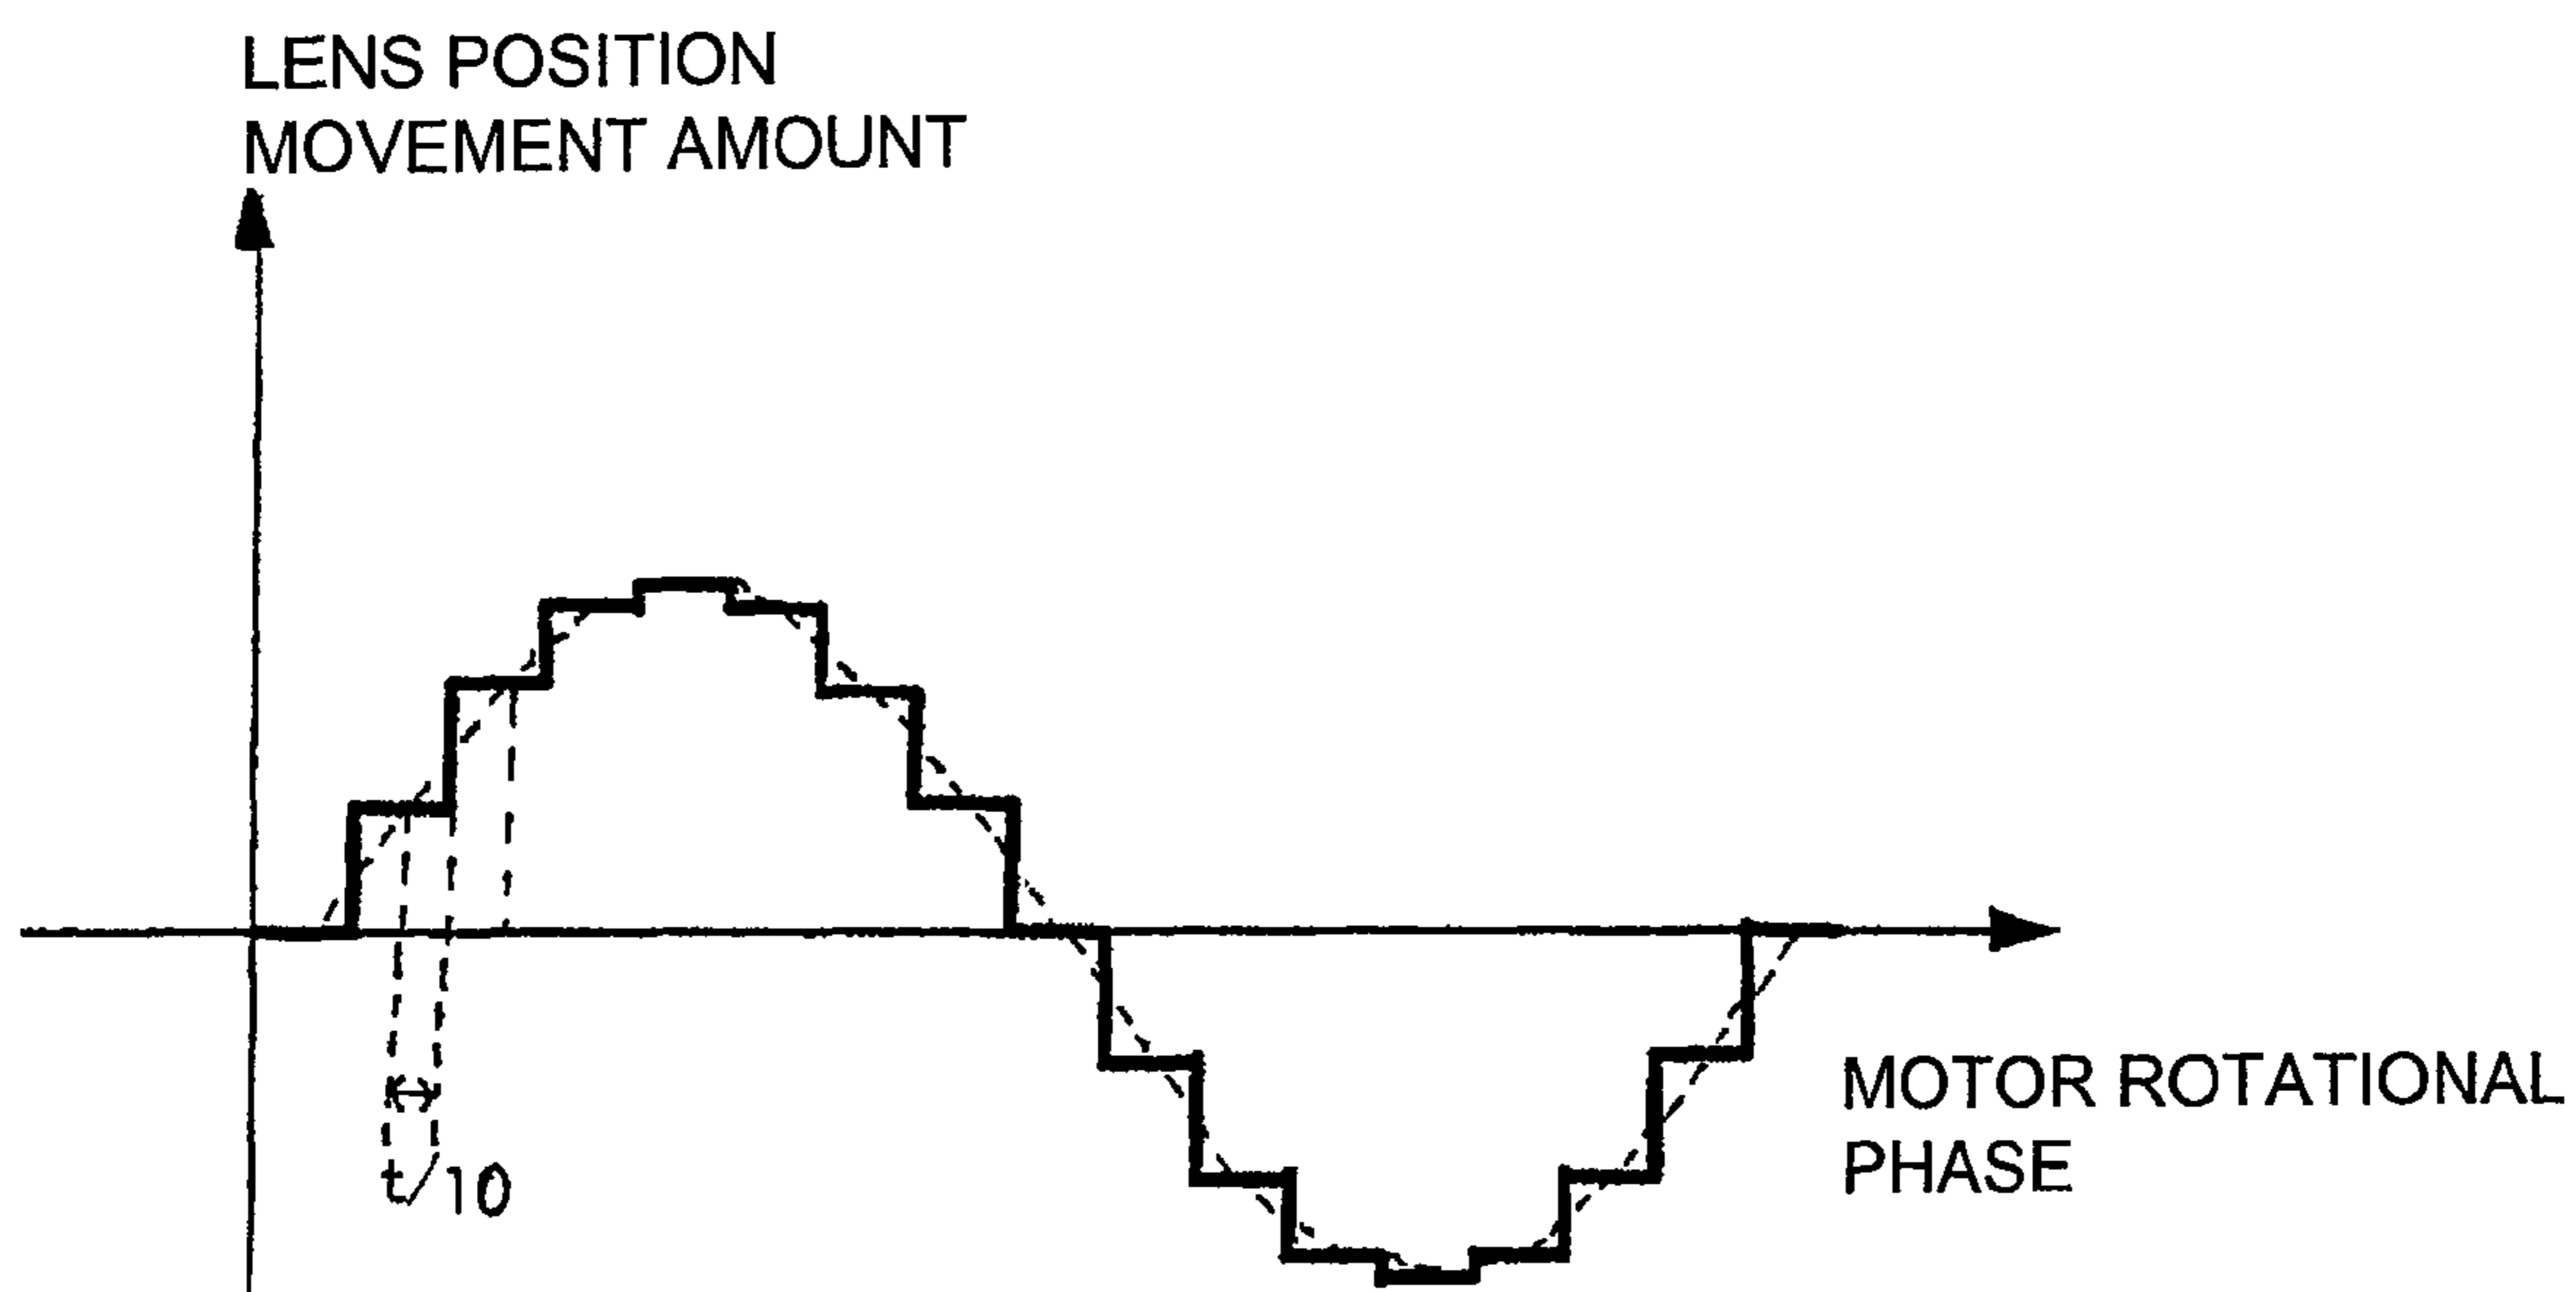 LENS POSITION
MOVEMENT AMOUNT
t/10
MOTOR ROTATIONAL
PHASE